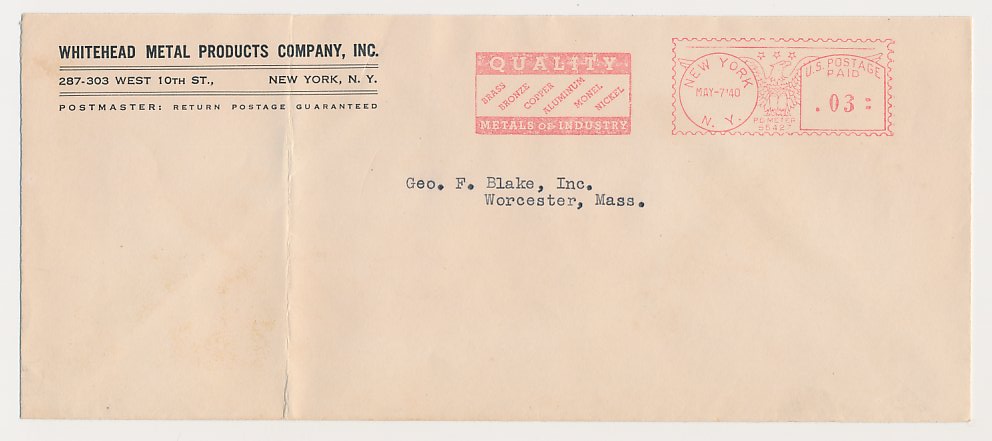 WHITEHEAD METAL PRODUCTS COMPANY, INC.
287-303 WEST 10TH ST., NEW YORK, N. Y.
POSTMASTER: RETURN POSTAGE GUARANTEED
QUALITY
BRASS
BRONZE
COPPER
ALUMINUM
MONEL
NICKEL
METALS OF INDUSTRY
NEW YORK
MAY-7'40
N. Y.
P.B. METER
55423
U.S. POSTAGE
PAID
.03
Geo. F. Blake, Inc.
Worcester, Mass.